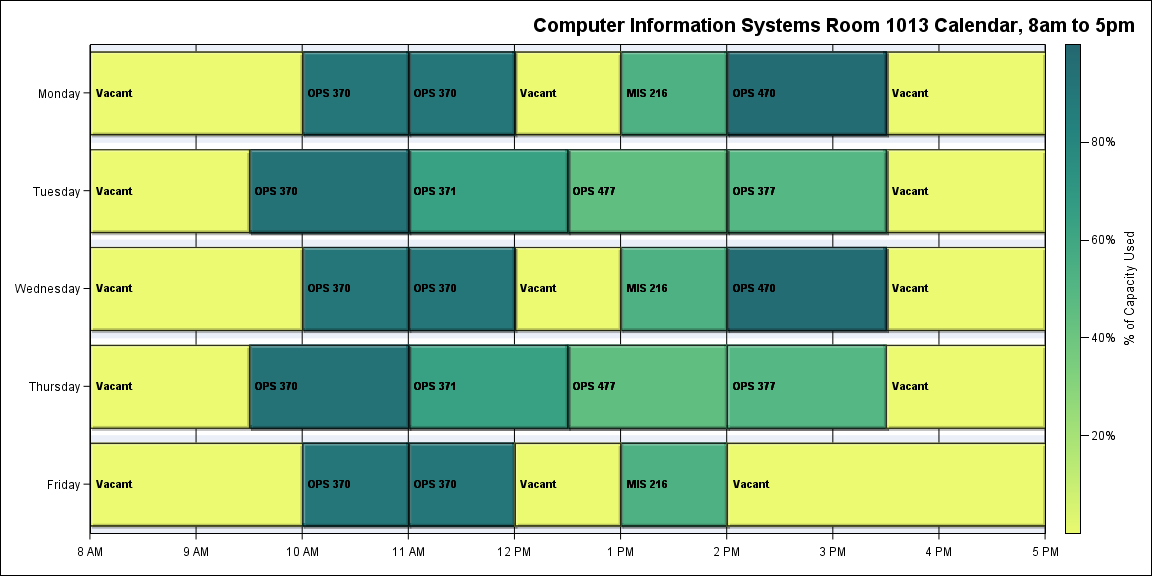 Computer Information Systems Room 1013 Calendar, 8am to 5pm
Monday
Vacant
OPS 370
OPS 370
Vacant
MIS 216
OPS 470
Vacant
Tuesday
Vacant
OPS 370
OPS 371
OPS 477
OPS 377
Vacant
Wednesday
Vacant
OPS 370
OPS 370
Vacant
MIS 216
OPS 470
Vacant
Thursday
Vacant
OPS 370
OPS 371
OPS 477
OPS 377
Vacant
Friday
Vacant
OPS 370
OPS 370
Vacant
MIS 216
Vacant
8 AM
9 AM
10 AM
11 AM
12 PM
1 PM
2 PM
3 PM
4 PM
5 PM
80%
60%
40%
20%
% of Capacity Used